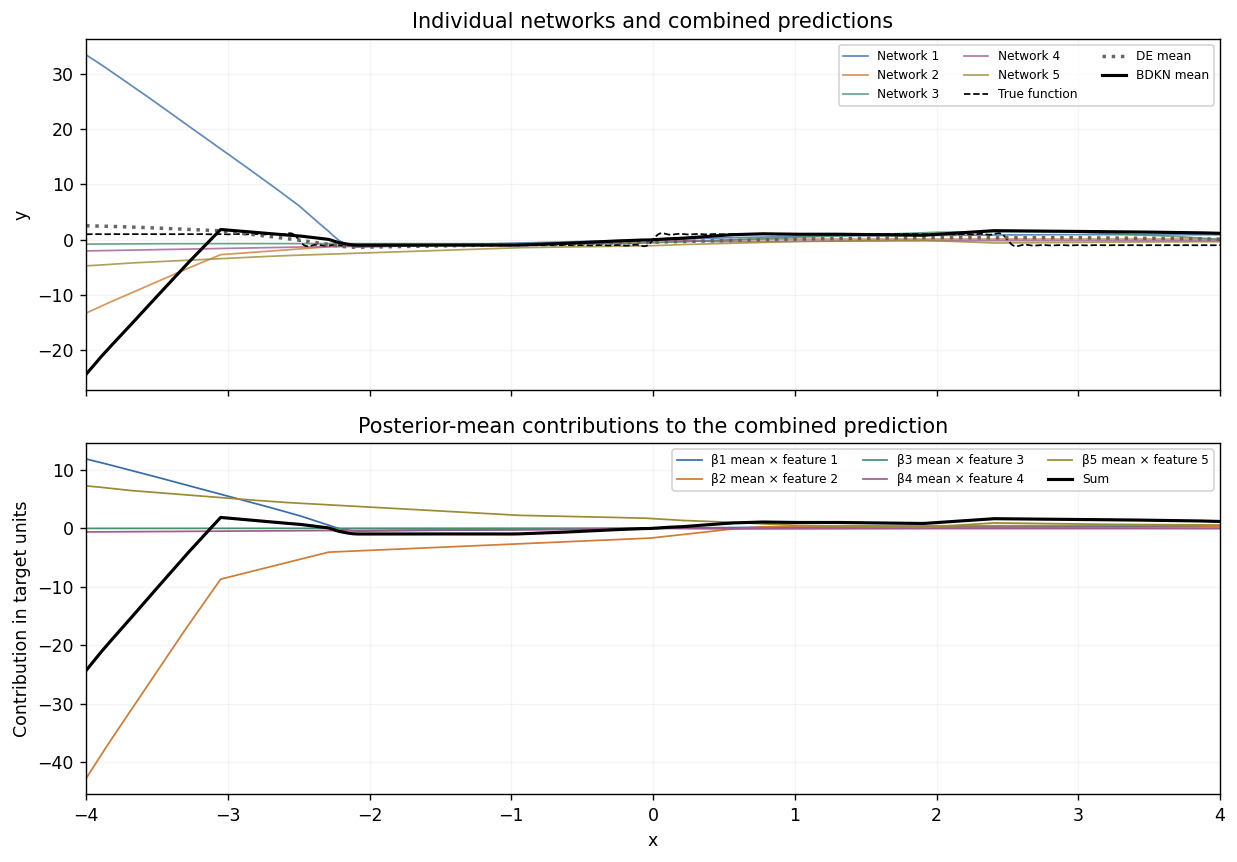 Individual networks and combined predictions
Network 1 Network 4 DE mean
Network 2 Network 5 BDKN mean
Network 3 True function
30
20
10
0
−10
−20
y
Posterior-mean contributions to the combined prediction
β1 mean × feature 1 β3 mean × feature 3 β5 mean × feature 5
β2 mean × feature 2 β4 mean × feature 4 Sum
10
0
−10
−20
−30
−40
Contribution in target units
−4 −3 −2 −1 0 1 2 3 4
x